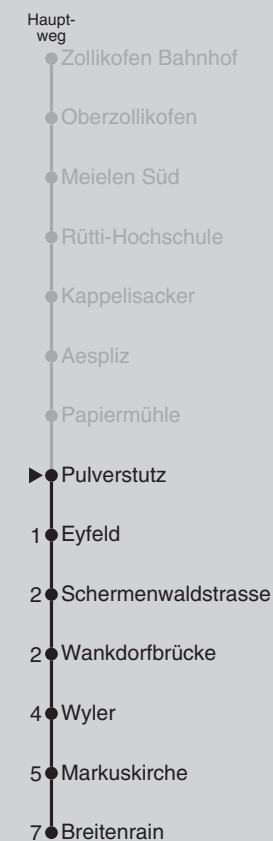 Haupt-
weg
Zollikofen Bahnhof
Oberzollikofen
Meielen Süd
Rütti-Hochschule
Kappelisacker
Aespliz
Papiermühle
Pulverstutz
1 Eyfeld
2 Schermenwaldstrasse
2 Wankdorfbrücke
4 Wyler
5 Markuskirche
7 Breitenrain